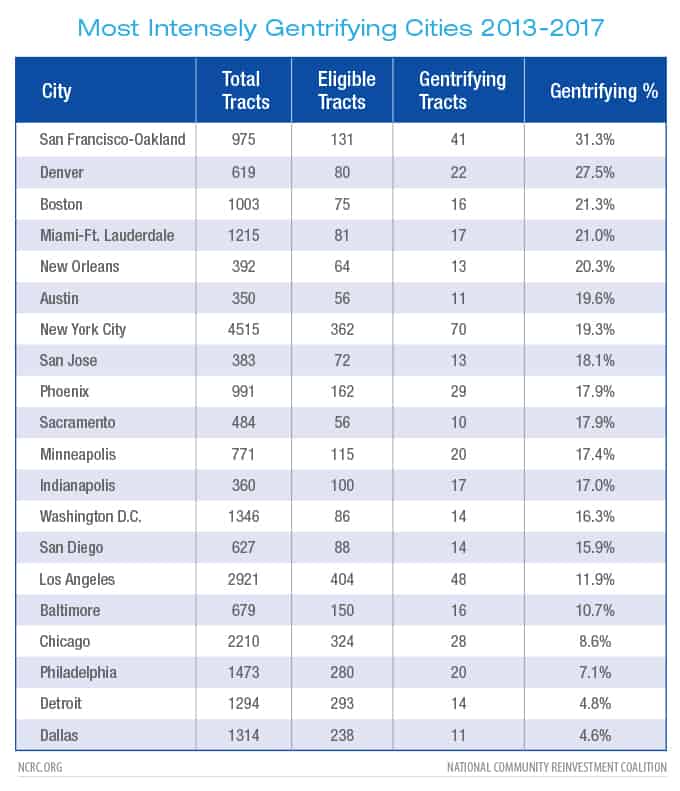 Most Intensely Gentrifying Cities 2013-2017
City Total Tracts Eligible Tracts Gentrifying Tracts Gentrifying %
San Francisco-Oakland 975 131 41 31.3%
Denver 619 80 22 27.5%
Boston 1003 75 16 21.3%
Miami-Ft. Lauderdale 1215 81 17 21.0%
New Orleans 392 64 13 20.3%
Austin 350 56 11 19.6%
New York City 4515 362 70 19.3%
San Jose 383 72 13 18.1%
Phoenix 991 162 29 17.9%
Sacramento 484 56 10 17.9%
Minneapolis 771 115 20 17.4%
Indianapolis 360 100 17 17.0%
Washington D.C. 1346 86 14 16.3%
San Diego 627 88 14 15.9%
Los Angeles 2921 404 48 11.9%
Baltimore 679 150 16 10.7%
Chicago 2210 324 28 8.6%
Philadelphia 1473 280 20 7.1%
Detroit 1294 293 14 4.8%
Dallas 1314 238 11 4.6%
NCRC.ORG NATIONAL COMMUNITY REINVESTMENT COALITION